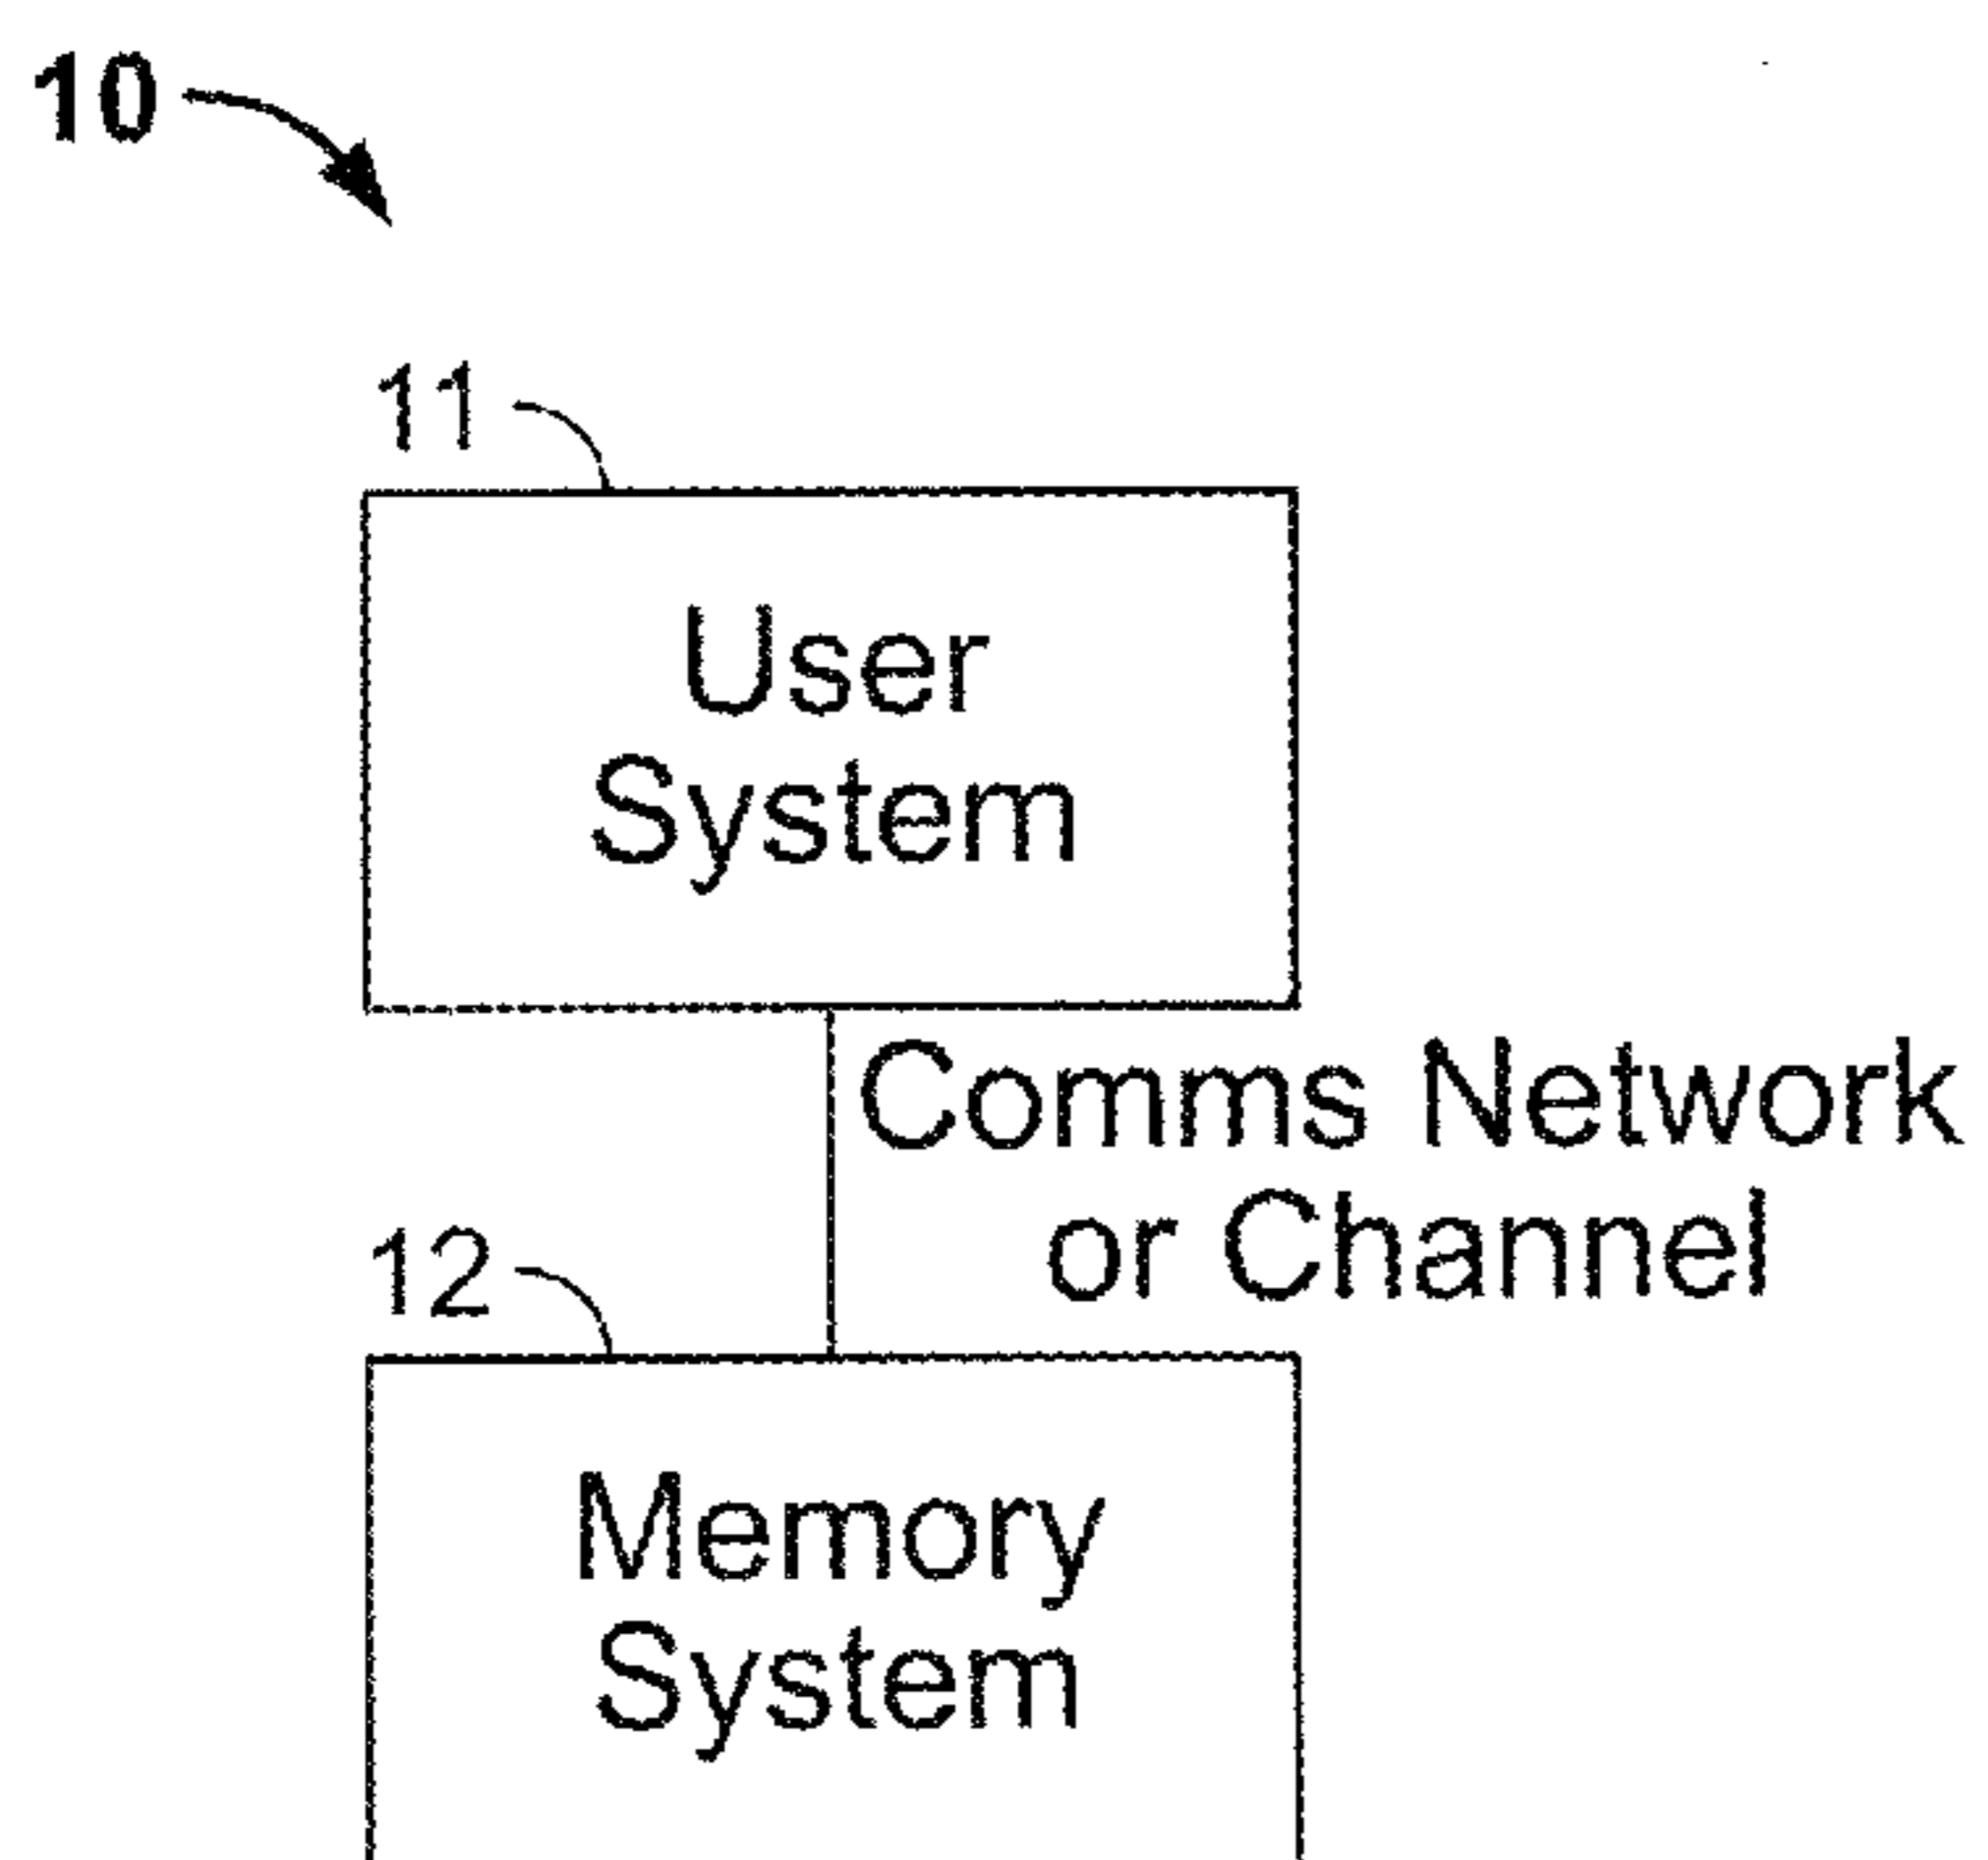 10
11
User
System
Comms Network
or Channel
12
Memory
System